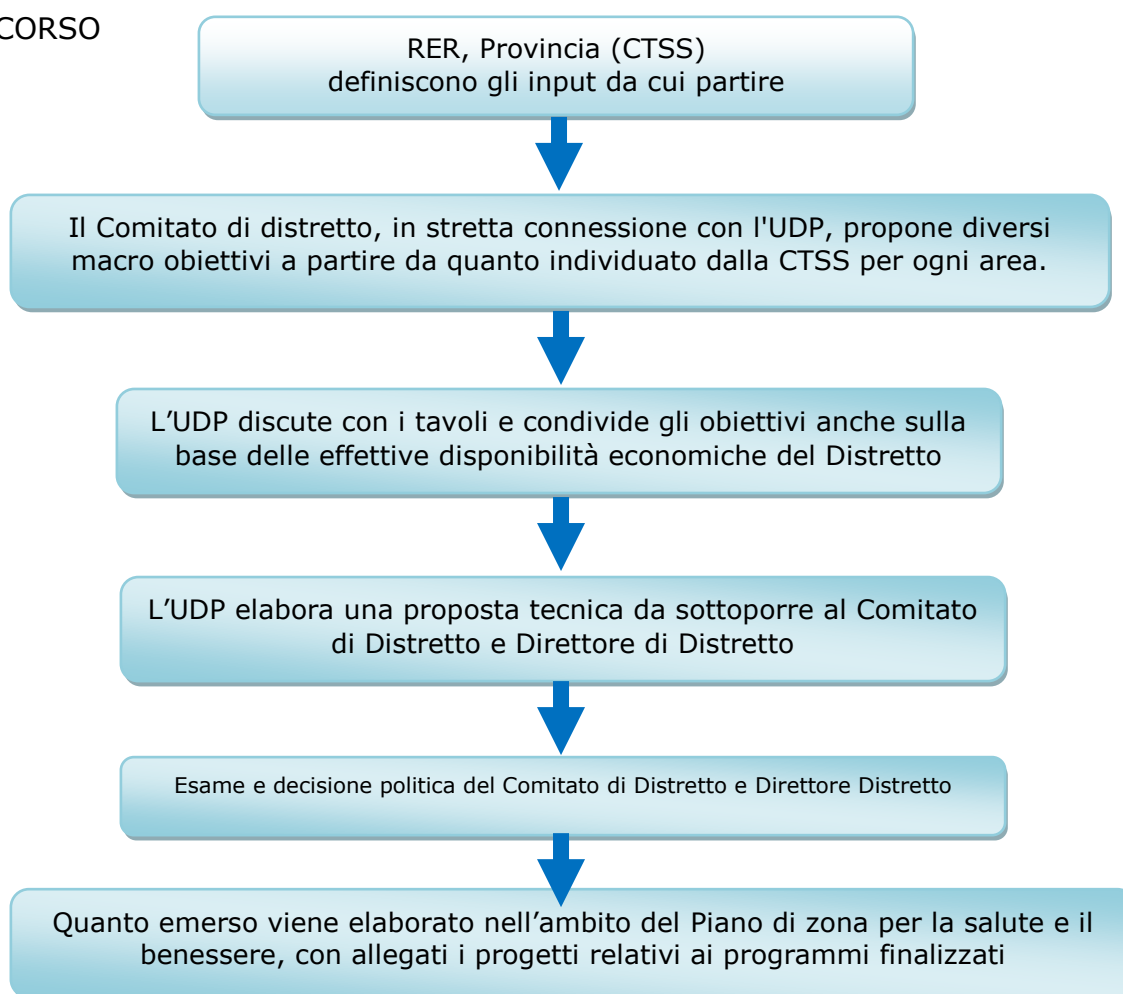 CORSO
RER, Provincia (CTSS)
definiscono gli input da cui partire
Il Comitato di distretto, in stretta connessione con l'UDP, propone diversi
macro obiettivi a partire da quanto individuato dalla CTSS per ogni area.
L’UDP discute con i tavoli e condivide gli obiettivi anche sulla
base delle effettive disponibilità economiche del Distretto
L’UDP elabora una proposta tecnica da sottoporre al Comitato
di Distretto e Direttore di Distretto
Esame e decisione politica del Comitato di Distretto e Direttore Distretto
Quanto emerso viene elaborato nell’ambito del Piano di zona per la salute e il
benessere, con allegati i progetti relativi ai programmi finalizzati